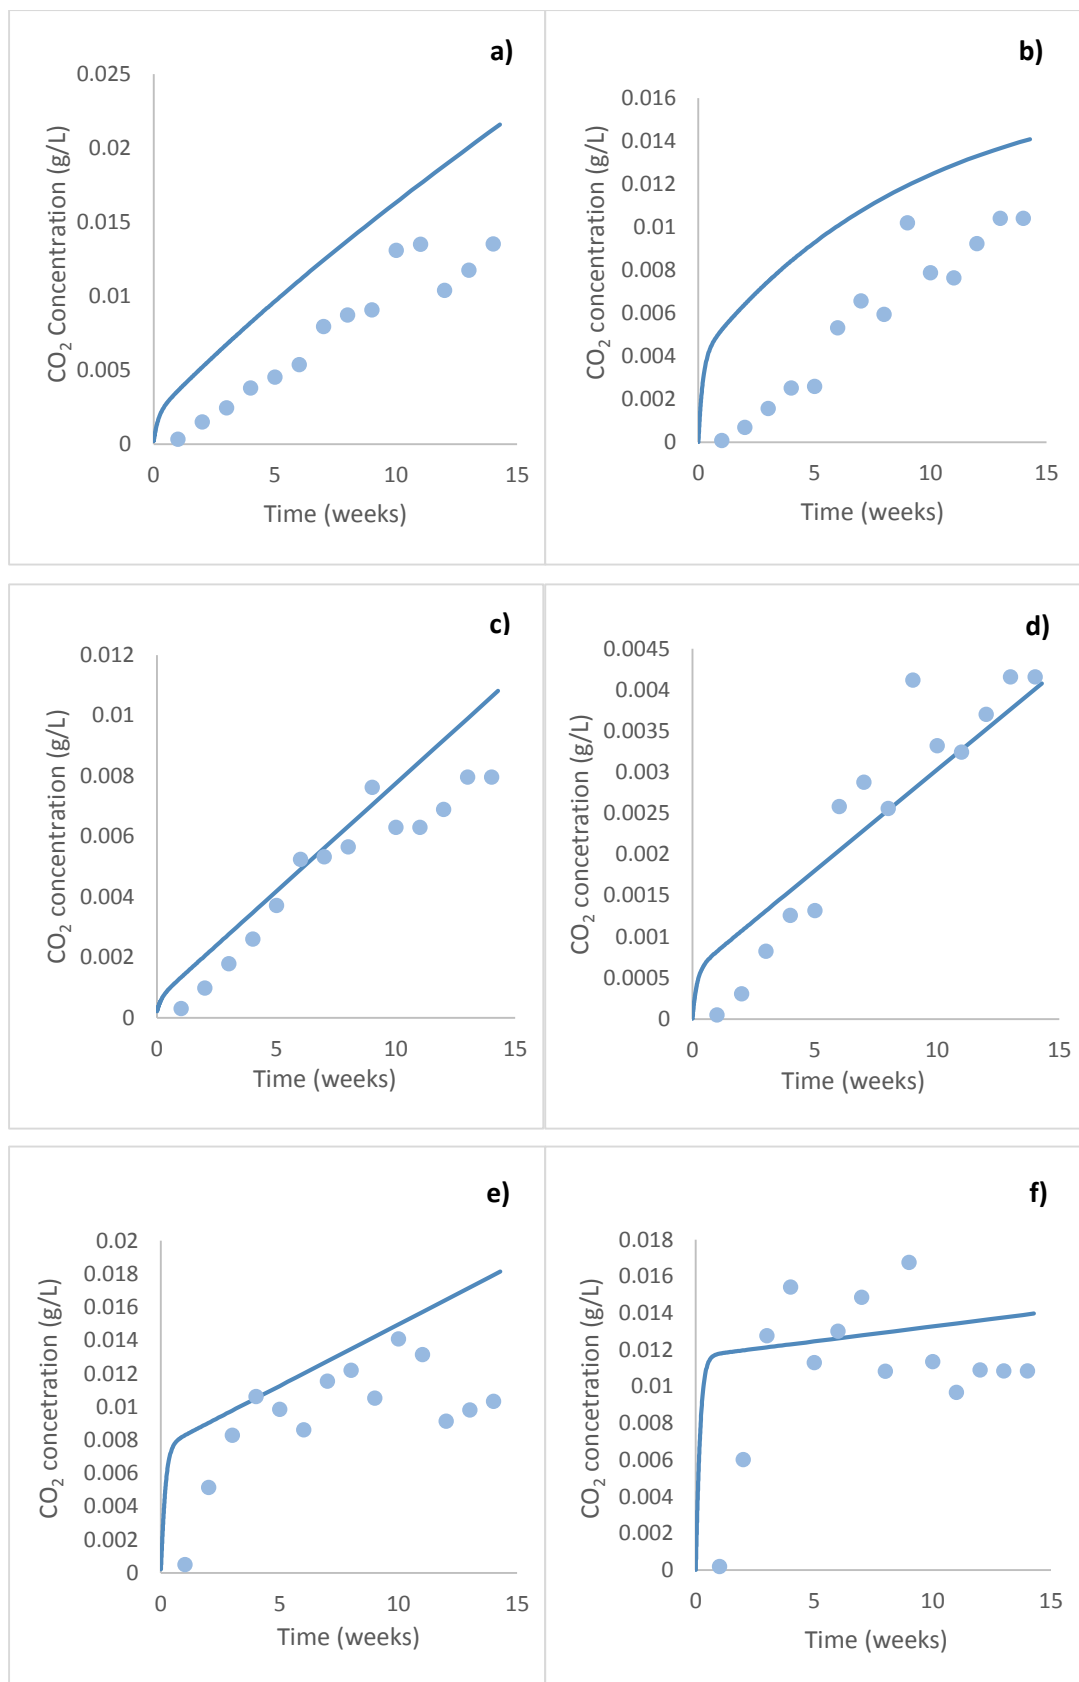 a)
0.025
0.02
0.015
0.01
0.005
0
0 5 10 15
CO2 Concentration (g/L)
Time (weeks)
b)
0.016
0.014
0.012
0.01
0.008
0.006
0.004
0.002
0
0 5 10 15
CO2 concentration (g/L)
Time (weeks)
c)
0.012
0.01
0.008
0.006
0.004
0.002
0
0 5 10 15
CO2 concentration (g/L)
Time (weeks)
d)
0.0045
0.004
0.0035
0.003
0.0025
0.002
0.0015
0.001
0.0005
0
0 5 10 15
CO2 concetration (g/L)
Time (weeks)
e)
0.02
0.018
0.016
0.014
0.012
0.01
0.008
0.006
0.004
0.002
0
0 5 10 15
CO2 concetration (g/L)
Time (weeks)
f)
0.018
0.016
0.014
0.012
0.01
0.008
0.006
0.004
0.002
0
0 5 10 15
CO2 concetration (g/L)
Time (weeks)